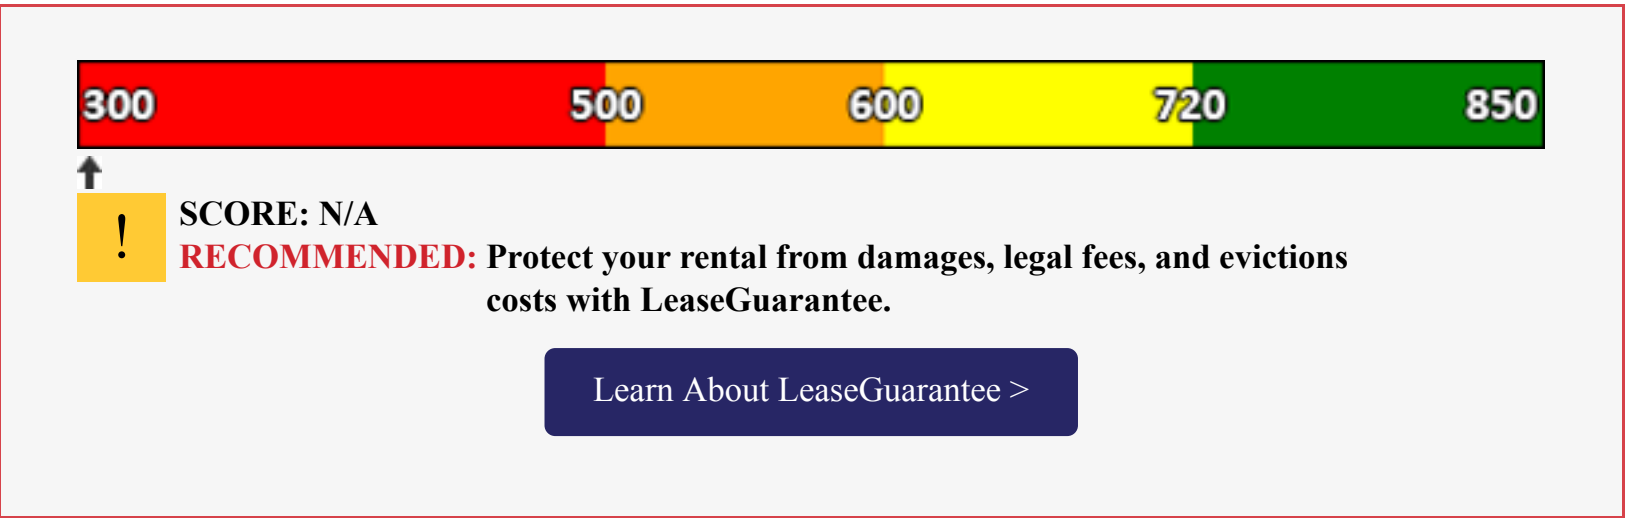 300 500 600 720 850
!
SCORE: N/A
RECOMMENDED: Protect your rental from damages, legal fees, and evictions
costs with LeaseGuarantee.
Learn About LeaseGuarantee >